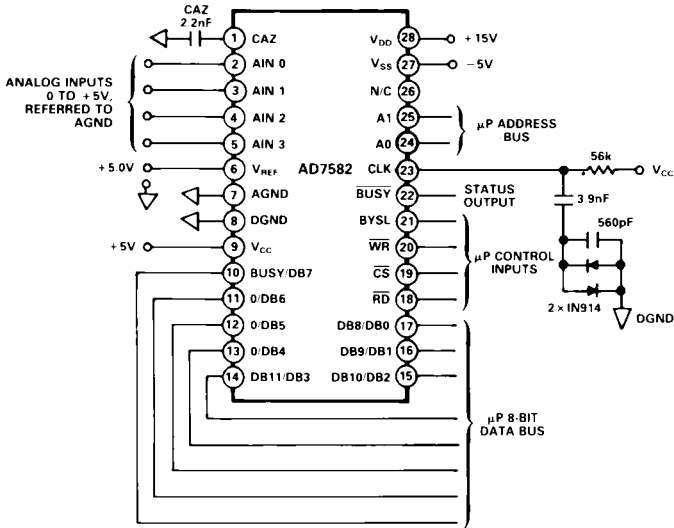 CAZ
2.2nF
1 CAZ
2 AIN 0
3 AIN 1
4 AIN 2
5 AIN 3
6 VREF
7 AGND
8 DGND
9 VCC
10 BUSY/DB7
11 0/DB6
12 0/DB5
13 0/DB4
14 DB11/DB3
ANALOG INPUTS
0 TO +5V,
REFERRED TO
AGND
+5.0V
+5V
AD7582
VDD 28
VSS 27
N/C 26
A1 25
A0 24
CLK 23
BUSY 22
BYSL 21
WR 20
CS 19
RD 18
DB8/DB0 17
DB9/DB1 16
DB10/DB2 15
+15V
−5V
μP ADDRESS
BUS
56k
VCC
3.9nF
560pF
2 × IN914
DGND
STATUS
OUTPUT
μP CONTROL
INPUTS
μP 8-BIT
DATA BUS